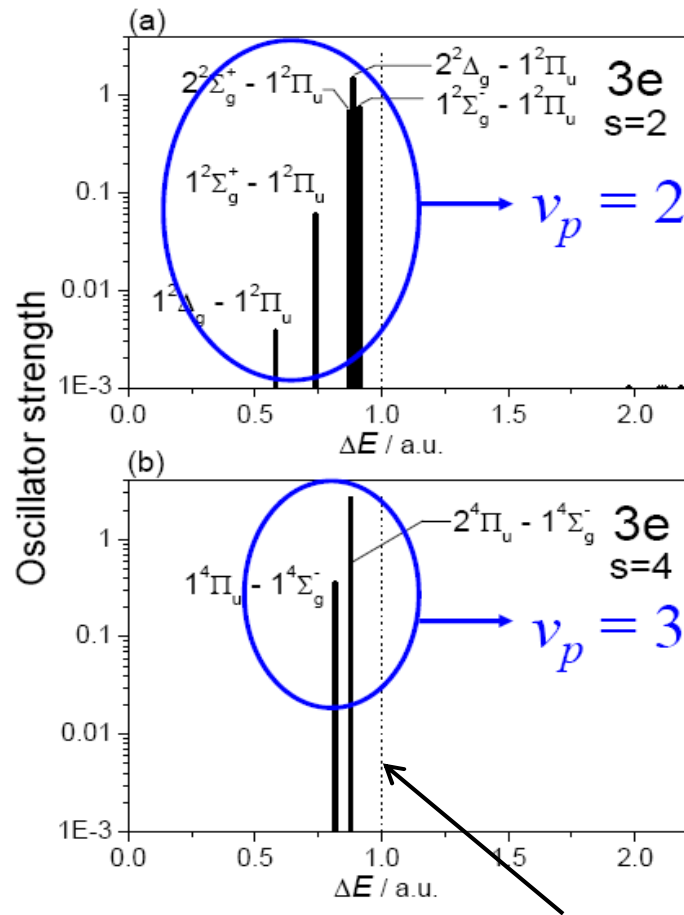 (a)
2²Δg - 1²Πu
2²Σg⁺ - 1²Πu
1²Σg⁻ - 1²Πu
3e
s=2
1²Σg⁺ - 1²Πu
νp = 2
1²Δg - 1²Πu
1
0.1
0.01
1E-3
0.0 0.5 1.0 1.5 2.0
ΔE / a.u.
Oscillator strength
(b)
2⁴Πu - 1⁴Σg⁻
3e
s=4
1⁴Πu - 1⁴Σg⁻
νp = 3
1
0.1
0.01
1E-3
0.0 0.5 1.0 1.5 2.0
ΔE / a.u.